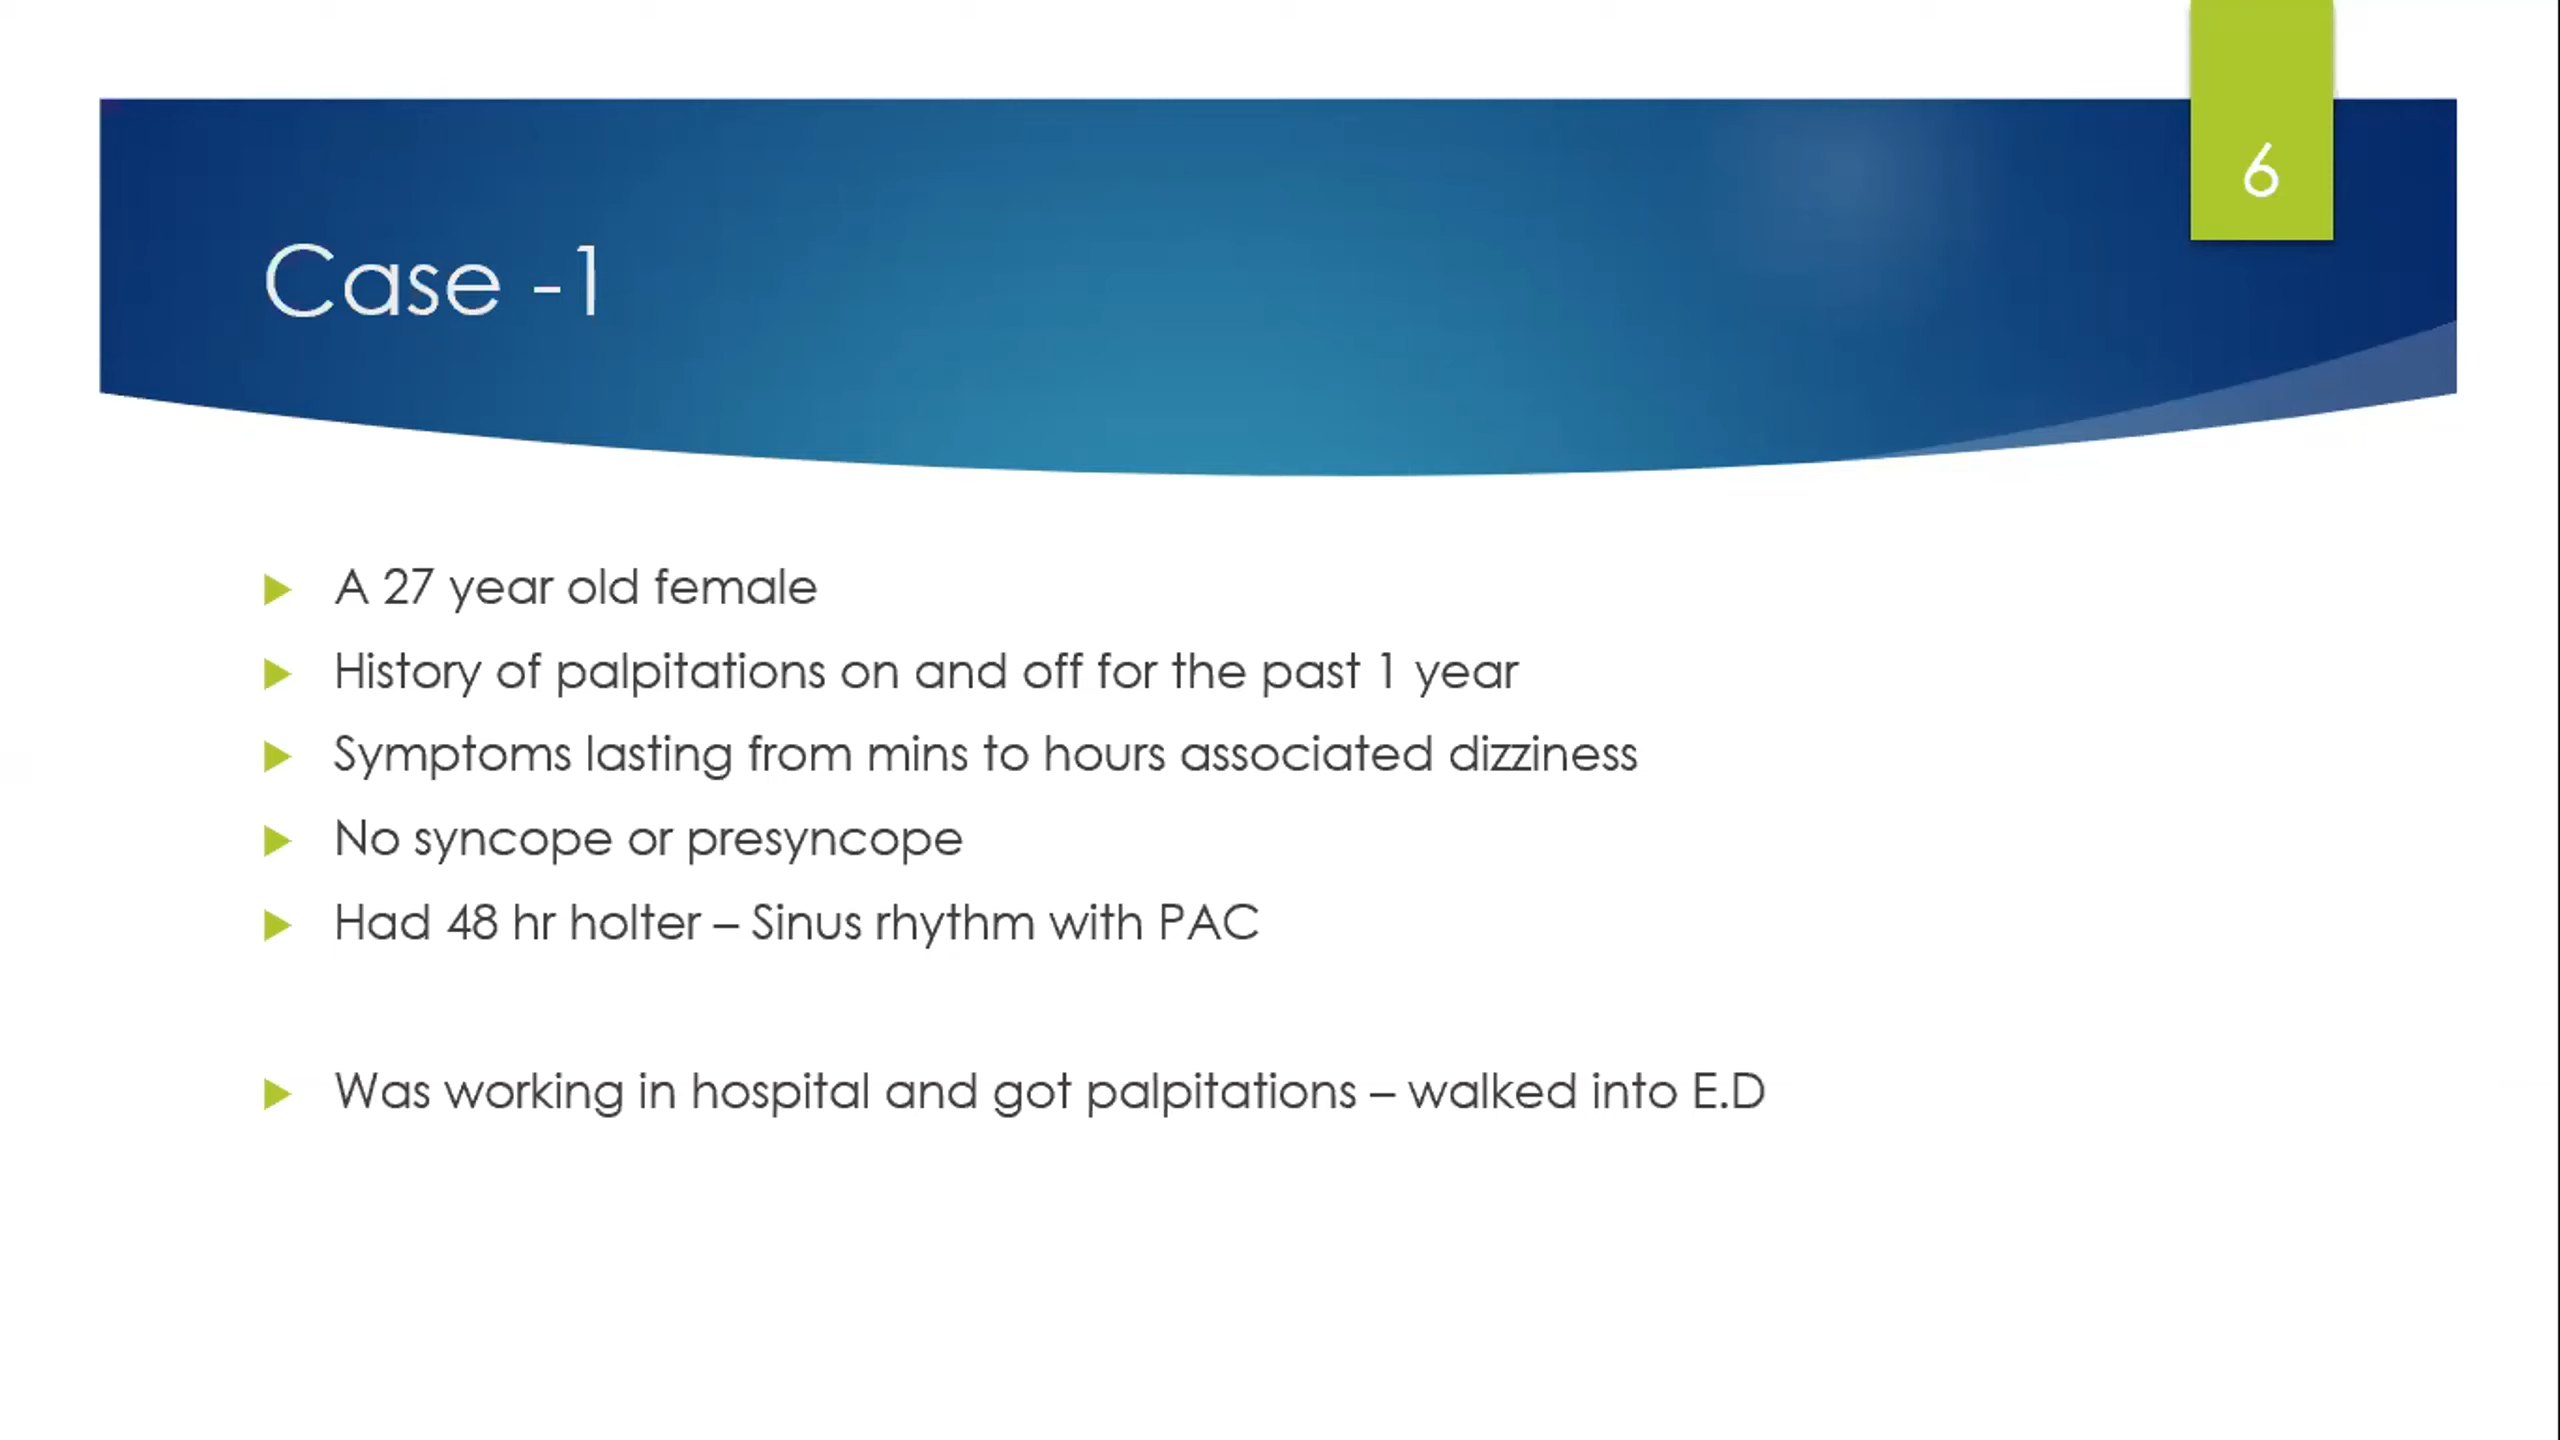 6
Case -1
A 27 year old female
History of palpitations on and off for the past 1 year
Symptoms lasting from mins to hours associated dizziness
No syncope or presyncope
Had 48 hr holter – Sinus rhythm with PAC
Was working in hospital and got palpitations – walked into E.D